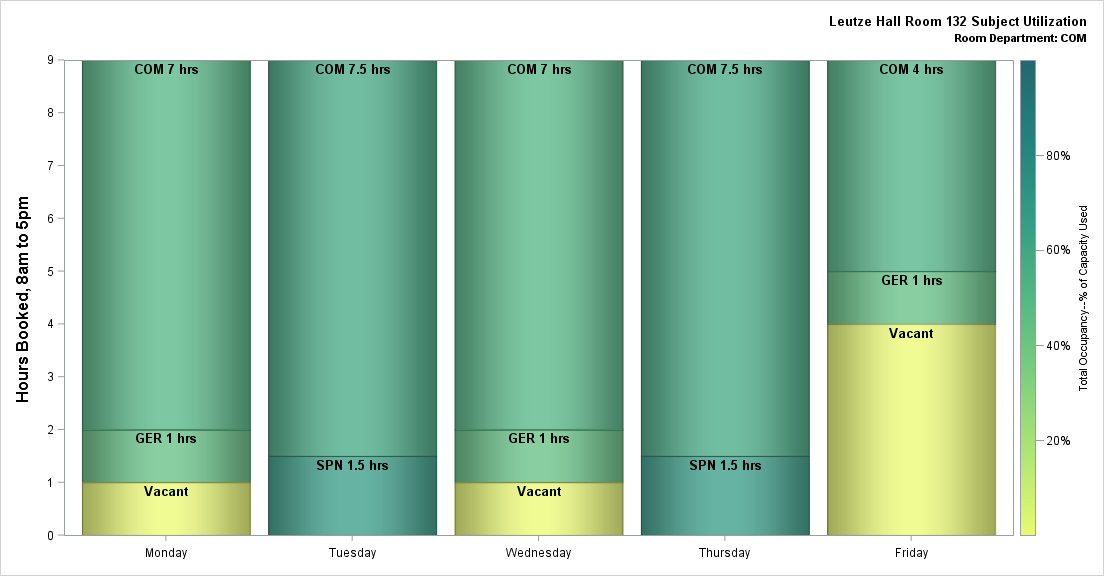 Leutze Hall Room 132 Subject Utilization
Room Department: COM
Hours Booked, 8am to 5pm
9
8
7
6
5
4
3
2
1
0
COM 7 hrs
GER 1 hrs
Vacant
COM 7.5 hrs
SPN 1.5 hrs
COM 7 hrs
GER 1 hrs
Vacant
COM 7.5 hrs
SPN 1.5 hrs
COM 4 hrs
GER 1 hrs
Vacant
Monday
Tuesday
Wednesday
Thursday
Friday
80%
60%
40%
20%
Total Occupancy--% of Capacity Used